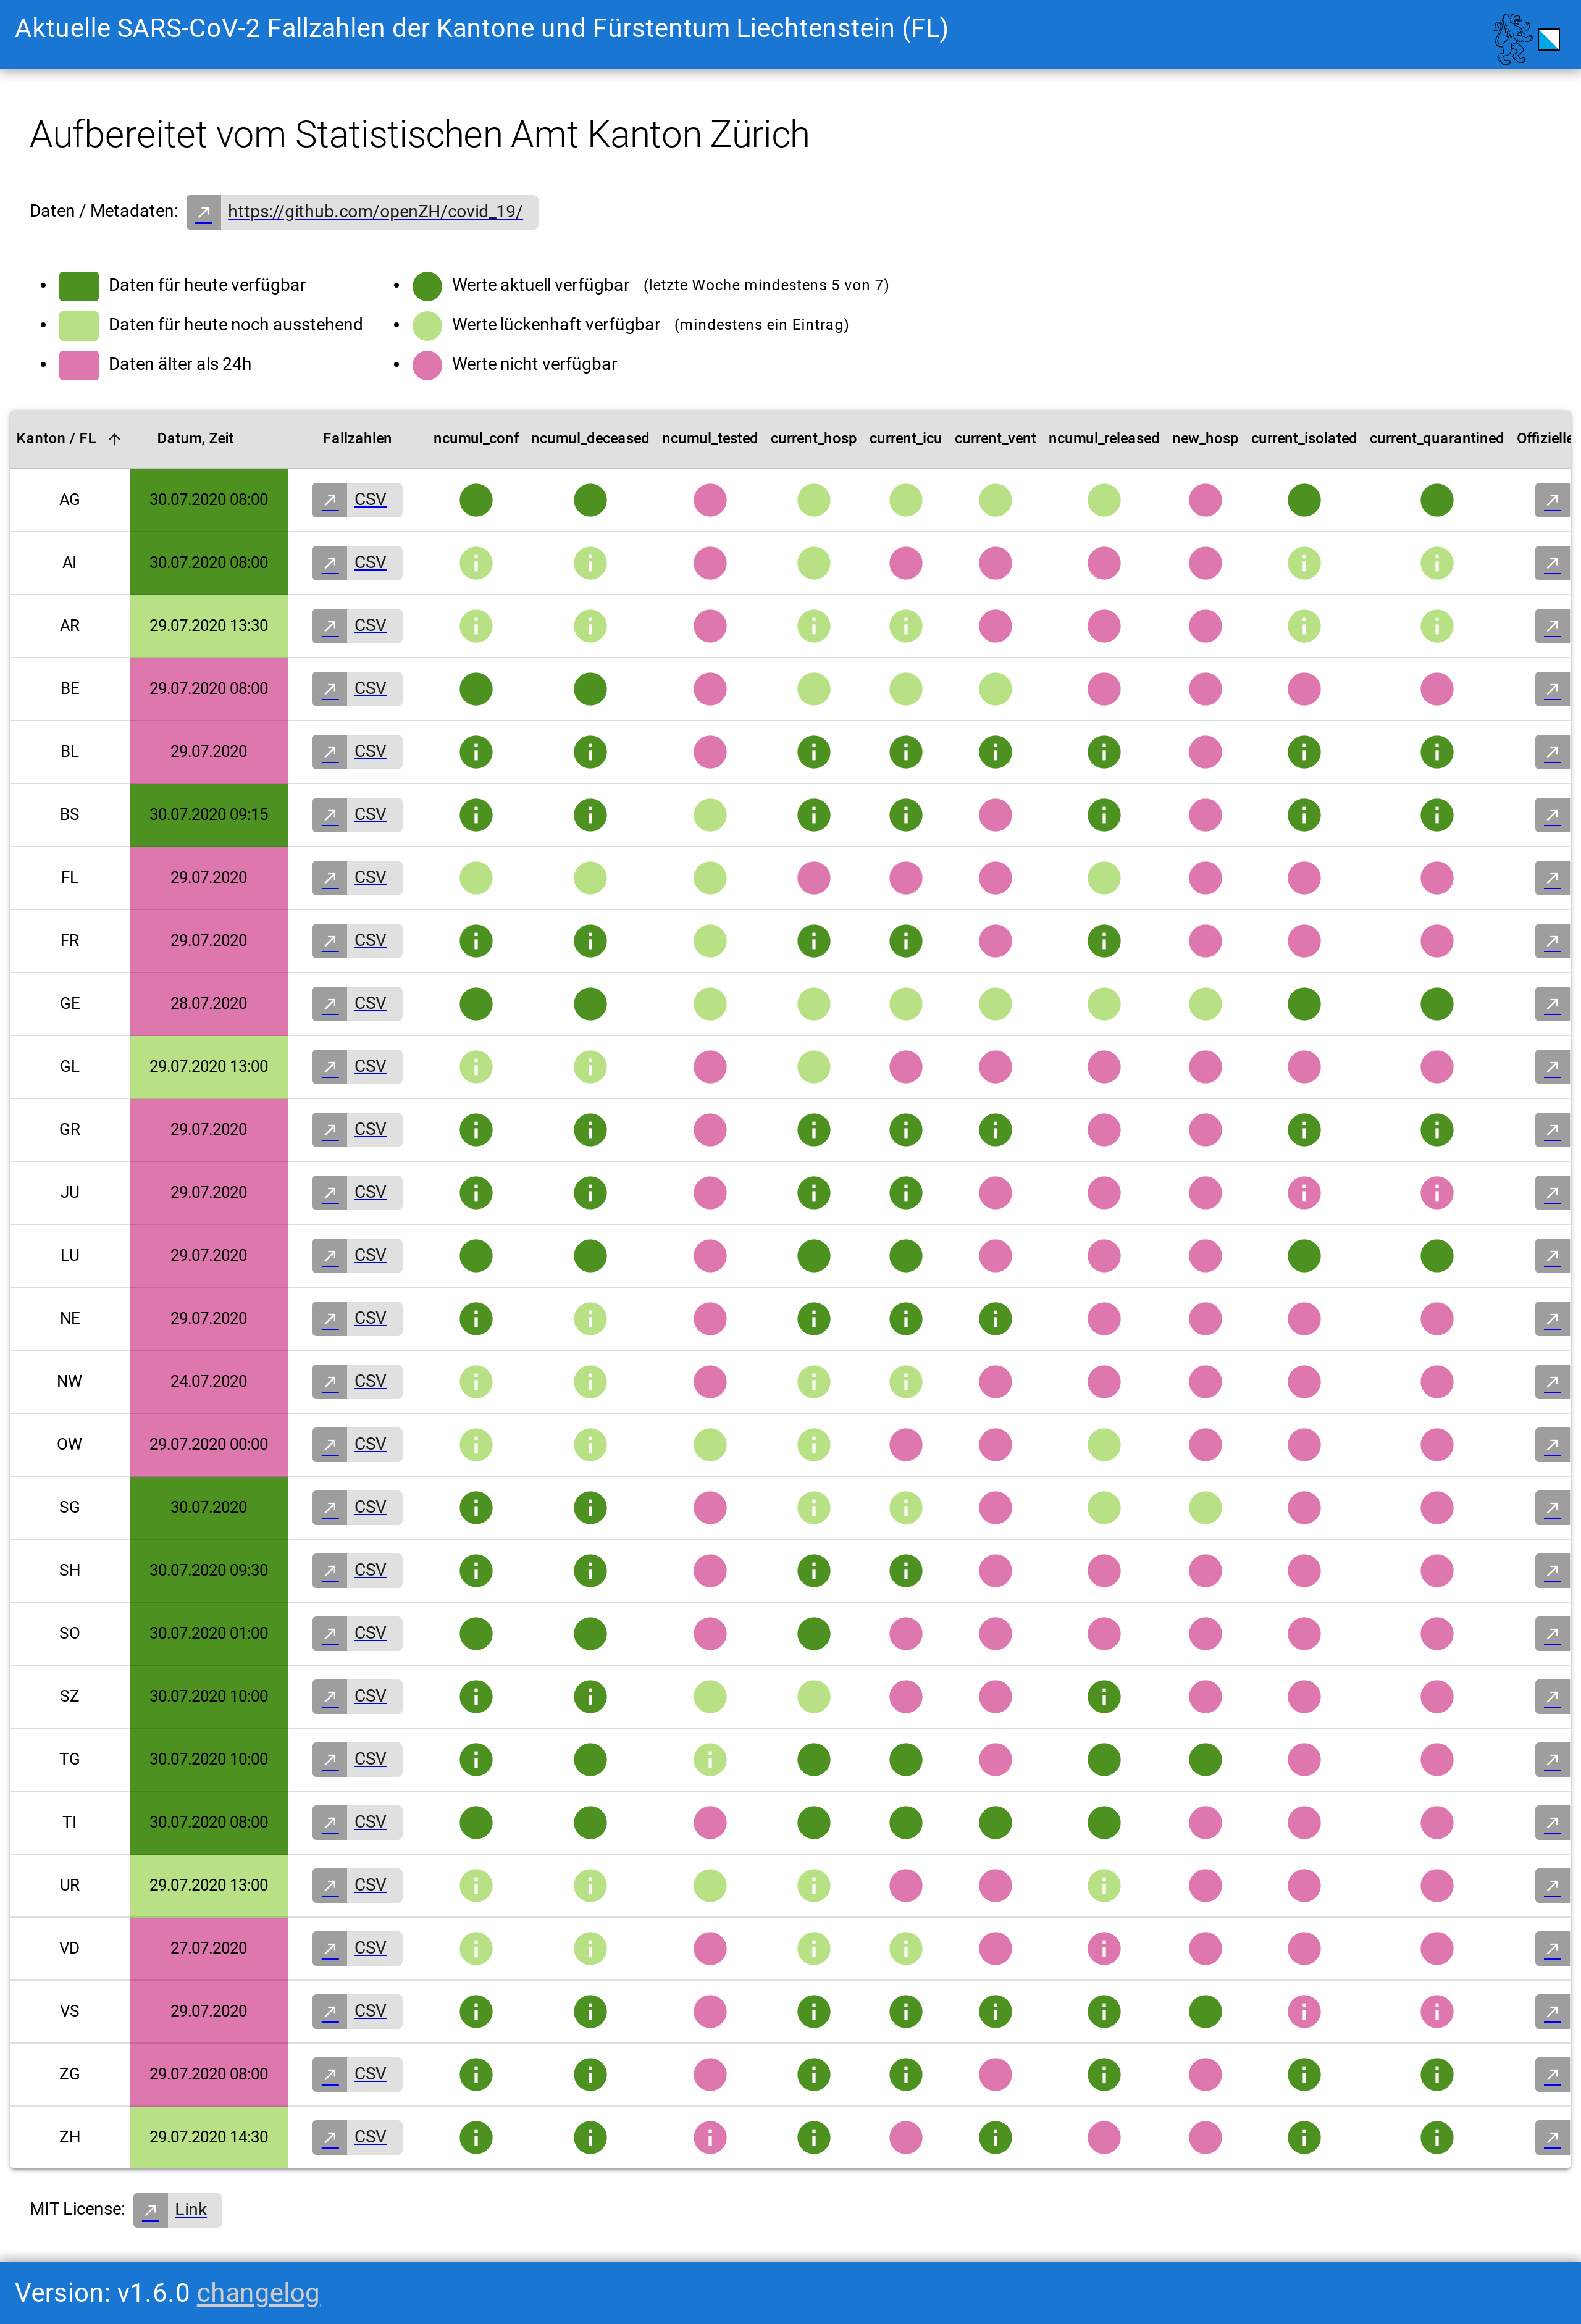 Aktuelle SARS-CoV-2 Fallzahlen der Kantone und Fürstentum Liechtenstein (FL)
Aufbereitet vom Statistischen Amt Kanton Zürich
Daten / Metadaten: https://github.com/openZH/covid_19/
Daten für heute verfügbar
Daten für heute noch ausstehend
Daten älter als 24h
Werte aktuell verfügbar (letzte Woche mindestens 5 von 7)
Werte lückenhaft verfügbar (mindestens ein Eintrag)
Werte nicht verfügbar
Kanton / FL Datum, Zeit Fallzahlen ncumul_conf ncumul_deceased ncumul_tested current_hosp current_icu current_vent ncumul_released new_hosp current_isolated current_quarantined Offizielle
AG 30.07.2020 08:00 CSV
AI 30.07.2020 08:00 CSV
AR 29.07.2020 13:30 CSV
BE 29.07.2020 08:00 CSV
BL 29.07.2020 CSV
BS 30.07.2020 09:15 CSV
FL 29.07.2020 CSV
FR 29.07.2020 CSV
GE 28.07.2020 CSV
GL 29.07.2020 13:00 CSV
GR 29.07.2020 CSV
JU 29.07.2020 CSV
LU 29.07.2020 CSV
NE 29.07.2020 CSV
NW 24.07.2020 CSV
OW 29.07.2020 00:00 CSV
SG 30.07.2020 CSV
SH 30.07.2020 09:30 CSV
SO 30.07.2020 01:00 CSV
SZ 30.07.2020 10:00 CSV
TG 30.07.2020 10:00 CSV
TI 30.07.2020 08:00 CSV
UR 29.07.2020 13:00 CSV
VD 27.07.2020 CSV
VS 29.07.2020 CSV
ZG 29.07.2020 08:00 CSV
ZH 29.07.2020 14:30 CSV
MIT License: Link
Version: v1.6.0 changelog